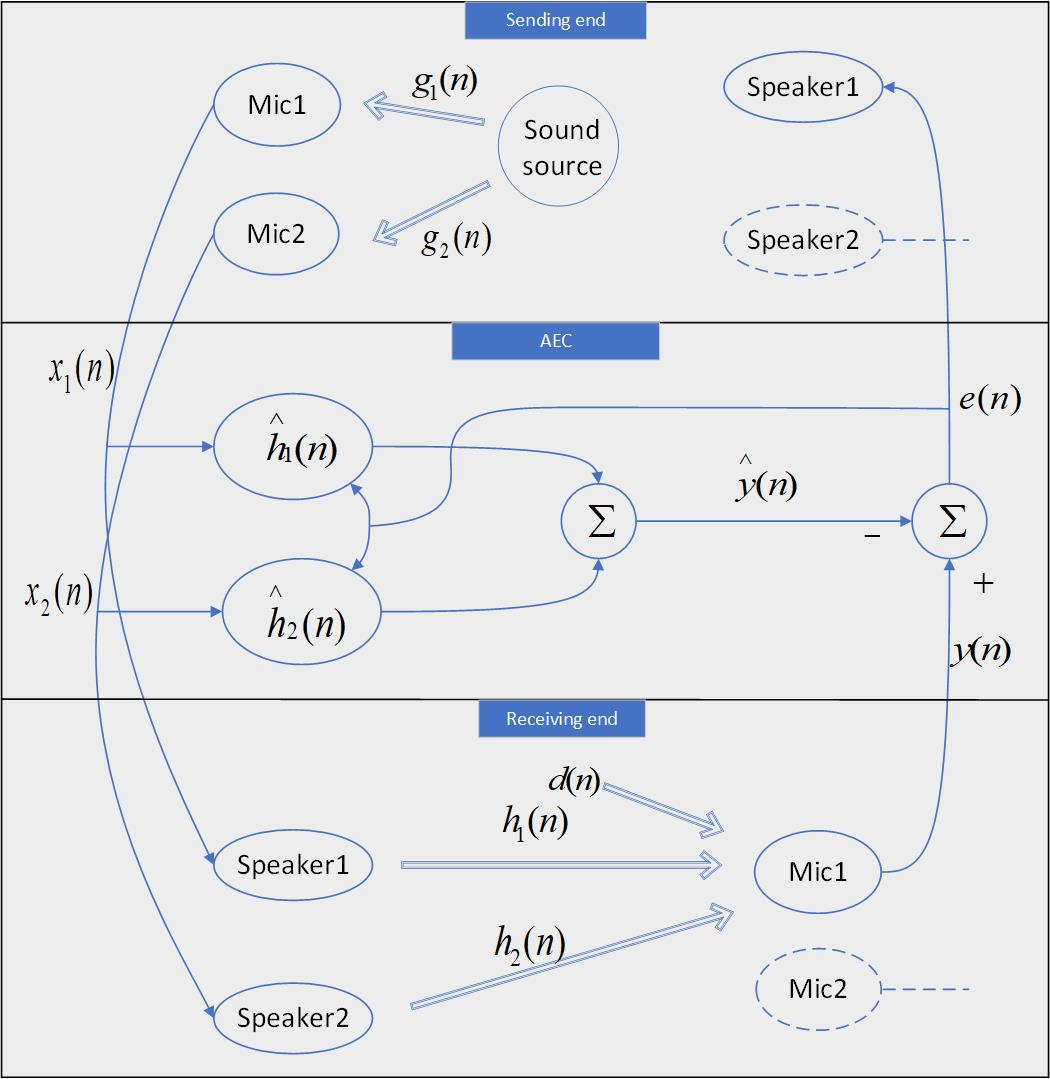 Sending end
Mic1
g₁(n)
Sound
source
Speaker1
Mic2
g₂(n)
Speaker2
AEC
x₁(n)
ĥ₁(n)
e(n)
ŷ(n)
Σ
Σ
−
+
x₂(n)
ĥ₂(n)
y(n)
Receiving end
d(n)
h₁(n)
Speaker1
Mic1
h₂(n)
Speaker2
Mic2